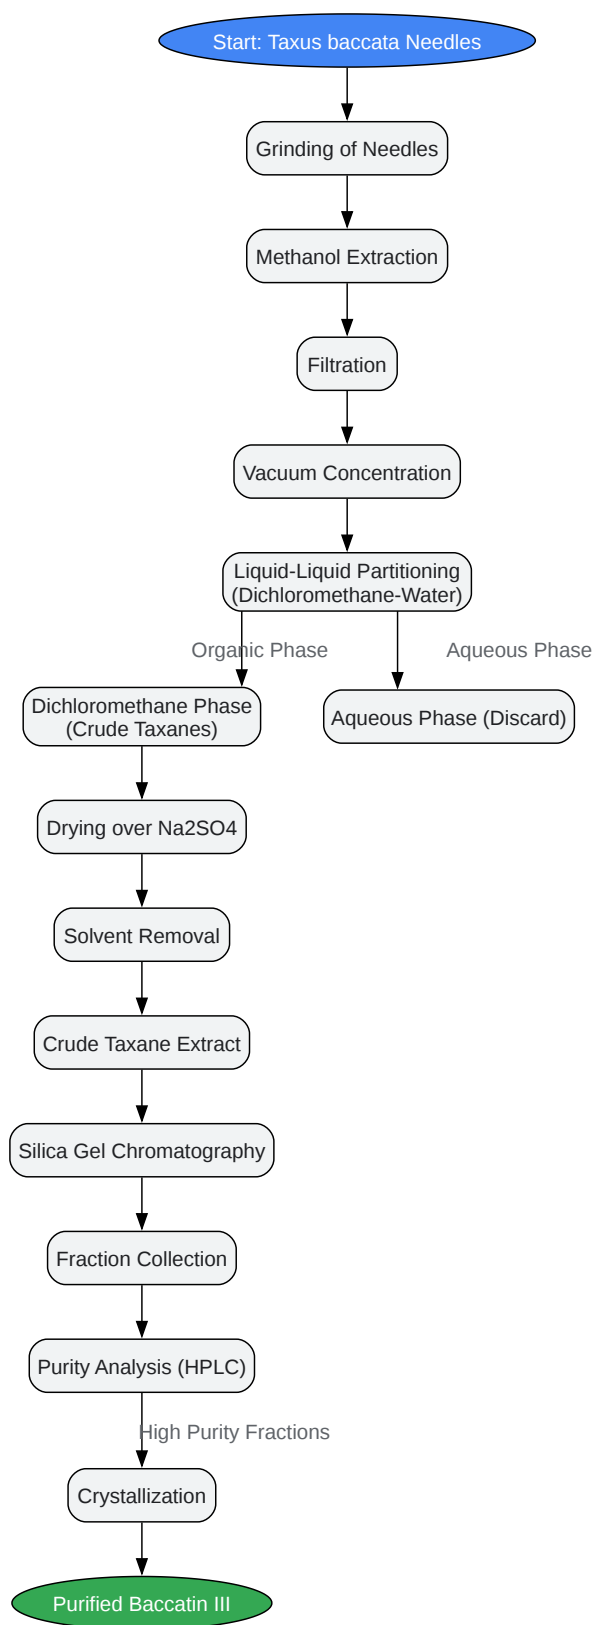 Start: Taxus baccata Needles
Grinding of Needles
Methanol Extraction
Filtration
Vacuum Concentration
Liquid-Liquid Partitioning
(Dichloromethane-Water)
Organic Phase
Aqueous Phase
Dichloromethane Phase
(Crude Taxanes)
Aqueous Phase (Discard)
Drying over Na2SO4
Solvent Removal
Crude Taxane Extract
Silica Gel Chromatography
Fraction Collection
Purity Analysis (HPLC)
High Purity Fractions
Crystallization
Purified Baccatin III